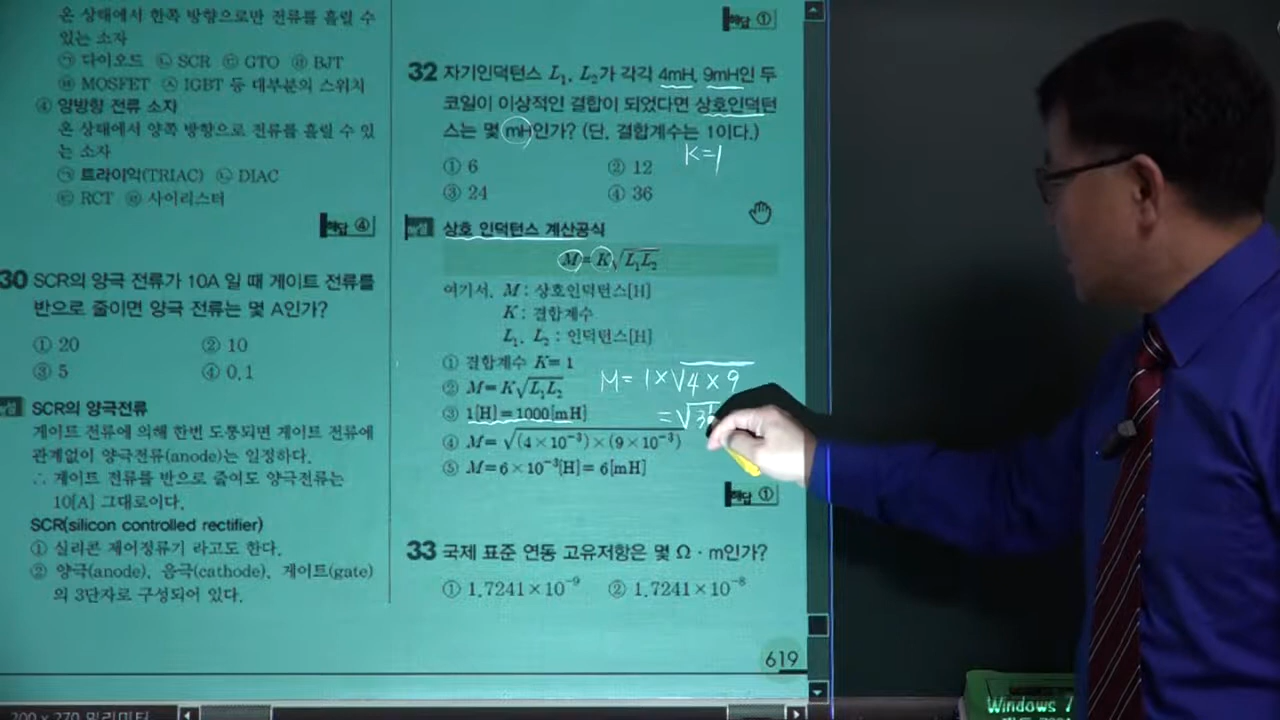 온 상태에서 한쪽 방향으로만 전류를 흘릴 수
있는 소자
㉠ 다이오드 ㉡ SCR ㉢ GTO ㉣ BJT
㉤ MOSFET ㉥ IGBT 등 대부분의 스위치
④ 양방향 전류 소자
온 상태에서 양쪽 방향으로 전류를 흘릴 수 있
는 소자
㉠ 트라이악(TRIAC) ㉡ DIAC
㉢ RCT ㉣ 사이리스터
해답 ④
30 SCR의 양극 전류가 10A 일 때 게이트 전류를
반으로 줄이면 양극 전류는 몇 A인가?
① 20 ② 10
③ 5 ④ 0.1
SCR의 양극전류
게이트 전류에 의해 한번 도통되면 게이트 전류에
관계없이 양극전류(anode)는 일정하다.
∴ 게이트 전류를 반으로 줄여도 양극전류는
10[A] 그대로이다.
SCR(silicon controlled rectifier)
① 실리콘 제어정류기 라고도 한다.
② 양극(anode), 음극(cathode), 게이트(gate)
의 3단자로 구성되어 있다.
해답 ①
32 자기인덕턴스 L₁, L₂가 각각 4mH, 9mH인 두
코일이 이상적인 결합이 되었다면 상호인덕턴
스는 몇 mH인가? (단, 결합계수는 1이다.)
K=1
① 6 ② 12
③ 24 ④ 36
해설 상호 인덕턴스 계산공식
M=K√L₁L₂
여기서, M : 상호인덕턴스[H]
K : 결합계수
L₁, L₂ : 인덕턴스[H]
① 결합계수 K=1
② M=K√L₁L₂
③ 1[H]=1000[mH]
④ M=√(4×10⁻³)×(9×10⁻³)
⑤ M=6×10⁻³[H]=6[mH]
M=1×√4×9
=√36
해답 ①
33 국제 표준 연동 고유저항은 몇 Ω·m인가?
① 1.7241×10⁻⁹ ② 1.7241×10⁻⁸
619
200 x 270 밀리미터
Windows 7